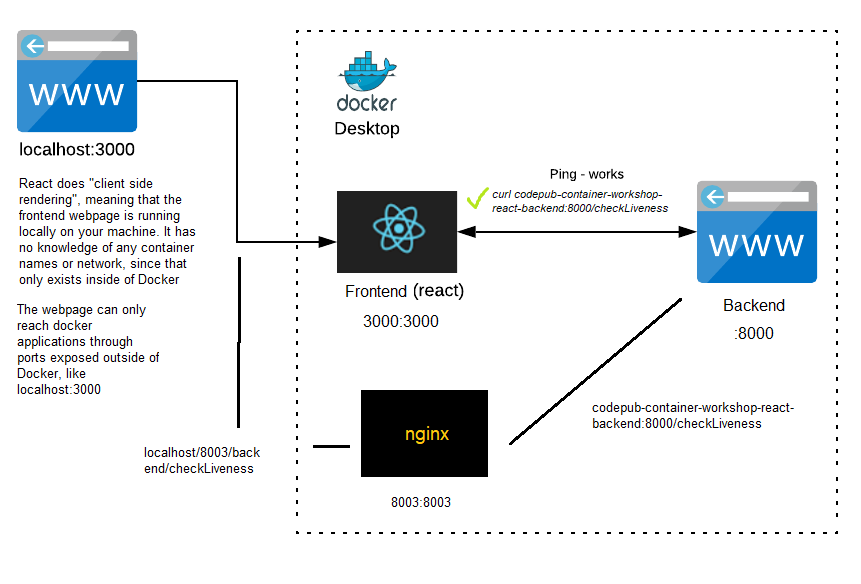 WWW
localhost:3000
React does "client side
rendering", meaning that the
frontend webpage is running
locally on your machine. It has
no knowledge of any container
names or network, since that
only exists inside of Docker
The webpage can only
reach docker
applications through
ports exposed outside of
Docker, like
localhost:3000
localhost/8003/back
end/checkLiveness
docker
Desktop
Frontend (react)
3000:3000
Ping - works
curl codepub-container-workshop-
react-backend:8000/checkLiveness
WWW
Backend
:8000
nginx
8003:8003
codepub-container-workshop-react-
backend:8000/checkLiveness